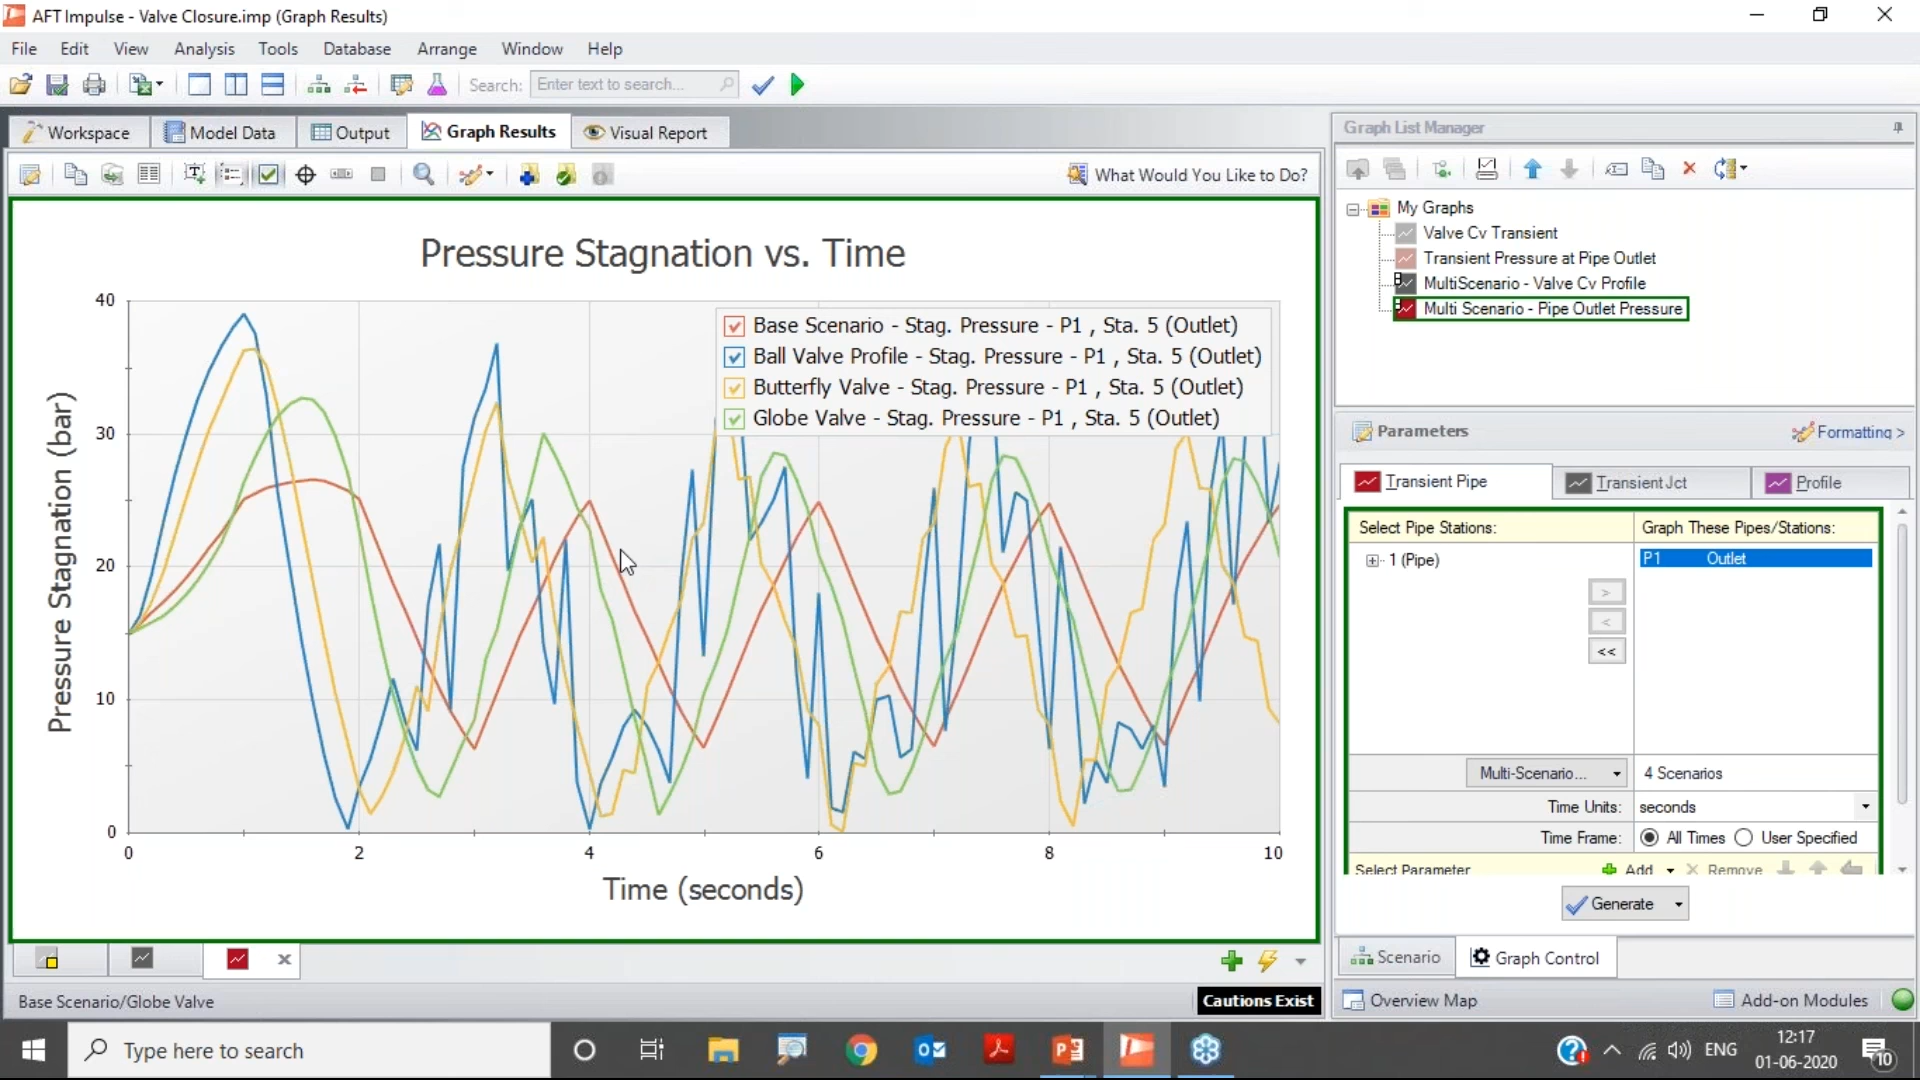 AFT Impulse - Valve Closure.imp (Graph Results)
File Edit View Analysis Tools Database Arrange Window Help
Search: Enter text to search...
Workspace Model Data Output Graph Results Visual Report
What Would You Like to Do?
Pressure Stagnation vs. Time
Pressure Stagnation (bar)
40
30
20
10
0
Base Scenario - Stag. Pressure - P1 , Sta. 5 (Outlet)
Ball Valve Profile - Stag. Pressure - P1 , Sta. 5 (Outlet)
Butterfly Valve - Stag. Pressure - P1 , Sta. 5 (Outlet)
Globe Valve - Stag. Pressure - P1 , Sta. 5 (Outlet)
0 2 4 6 8 10
Time (seconds)
Base Scenario/Globe Valve
Cautions Exist
Graph List Manager
My Graphs
Valve Cv Transient
Transient Pressure at Pipe Outlet
MultiScenario - Valve Cv Profile
Multi Scenario - Pipe Outlet Pressure
Parameters Formatting >
Transient Pipe Transient Jct Profile
Select Pipe Stations: Graph These Pipes/Stations:
1 (Pipe) P1 Outlet
>
<
<<
Multi-Scenario... 4 Scenarios
Time Units: seconds
Time Frame: All Times User Specified
Select Parameter Add Remove
Generate
Scenario Graph Control
Overview Map Add-on Modules
Type here to search
ENG
12:17
01-06-2020
10